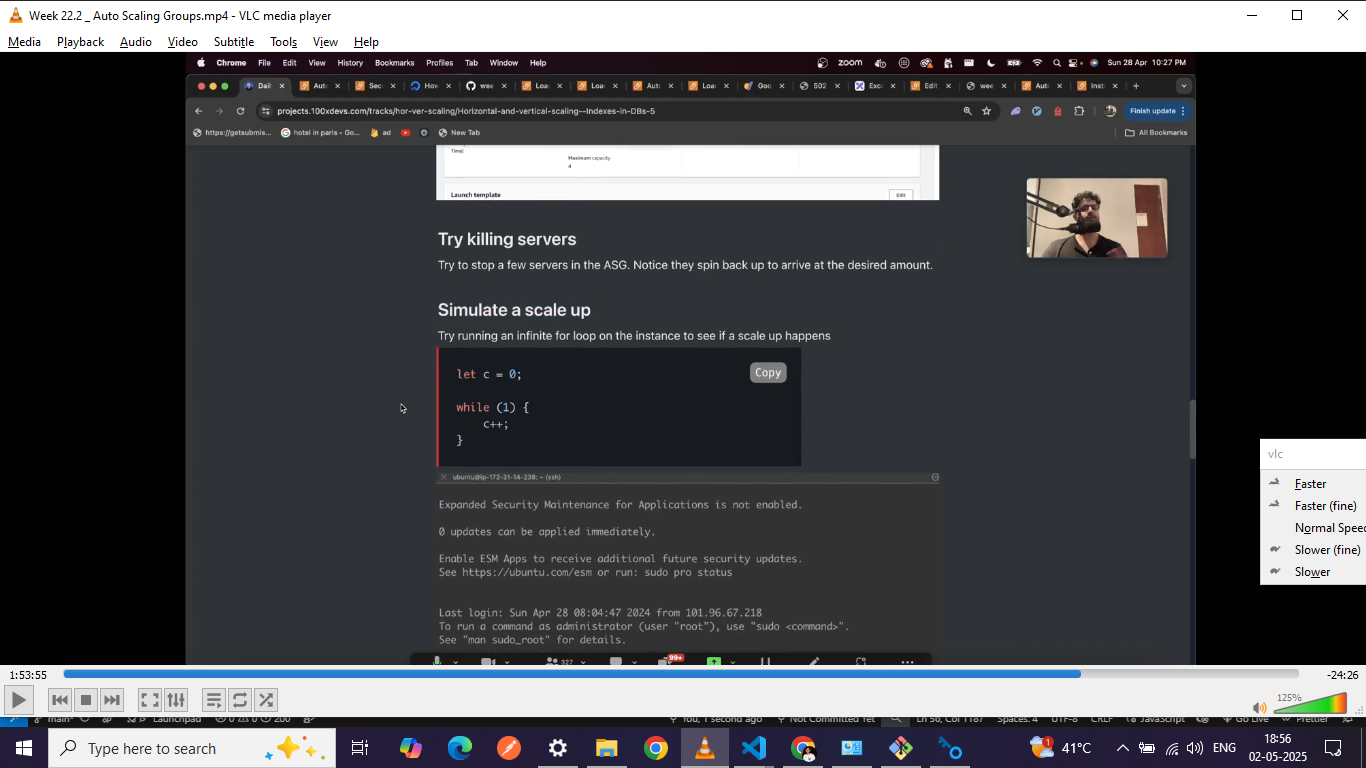 Week 22.2 _ Auto Scaling Groups.mp4 - VLC media player
Media Playback Audio Video Subtitle Tools View Help
Chrome File Edit View History Bookmarks Profiles Tab Window Help
zoom
Sun 28 Apr 10:27 PM
Dail Auto Sec How wee Loa Loa Auto Loa Goo 502 Exc Edit wee Auto Inst
projects.100xdevs.com/tracks/hor-ver-scaling/Horizontal-and-vertical-scaling--Indexes-in-DBs-5
Finish update
https://getsubmis... hotel in paris - Go... ad New Tab
All Bookmarks
Time)
Maximum capacity
4
Launch template
Edit
Try killing servers
Try to stop a few servers in the ASG. Notice they spin back up to arrive at the desired amount.
Simulate a scale up
Try running an infinite for loop on the instance to see if a scale up happens
Copy
let c = 0;
while (1) {
c++;
}
ubuntu@ip-172-31-14-238: ~ (ssh)
Expanded Security Maintenance for Applications is not enabled.
0 updates can be applied immediately.
Enable ESM Apps to receive additional future security updates.
See https://ubuntu.com/esm or run: sudo pro status
Last login: Sun Apr 28 08:04:47 2024 from 101.96.67.218
To run a command as administrator (user "root"), use "sudo <command>".
See "man sudo_root" for details.
327
99+
vlc
Faster
Faster (fine)
Normal Spee
Slower (fine)
Slower
1:53:55
-24:26
125%
main*
Launchpad
0 0 200
You, 1 second ago
Not Committed Yet
Ln 50, Col 1187
Spaces: 4
UTF-8
CRLF
JavaScript
Go Live
Prettier
Type here to search
1
41°C
ENG
18:56
02-05-2025